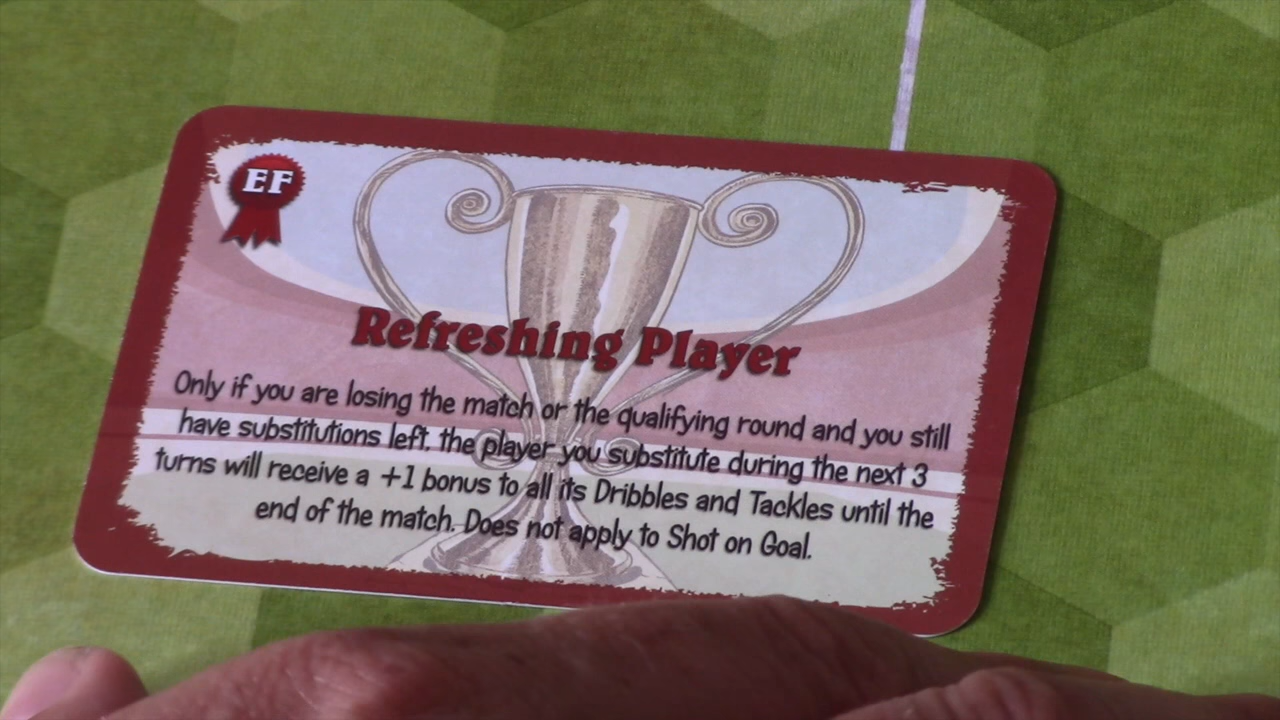 EF
Refreshing Player
Only if you are losing the match or the qualifying round and you still
have substitutions left, the player you substitute during the next 3
turns will receive a +1 bonus to all its Dribbles and Tackles until the
end of the match. Does not apply to Shot on Goal.